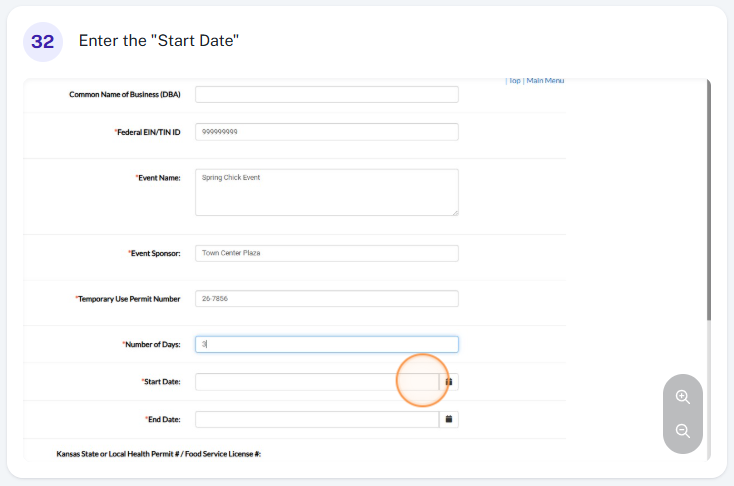 32 Enter the "Start Date"
| Top | Main Menu
Common Name of Business (DBA)
*Federal EIN/TIN ID 999999999
*Event Name: Spring Chick Event
*Event Sponsor: Town Center Plaza
*Temporary Use Permit Number 26-7856
*Number of Days: 3
*Start Date:
*End Date:
Kansas State or Local Health Permit # / Food Service License #: